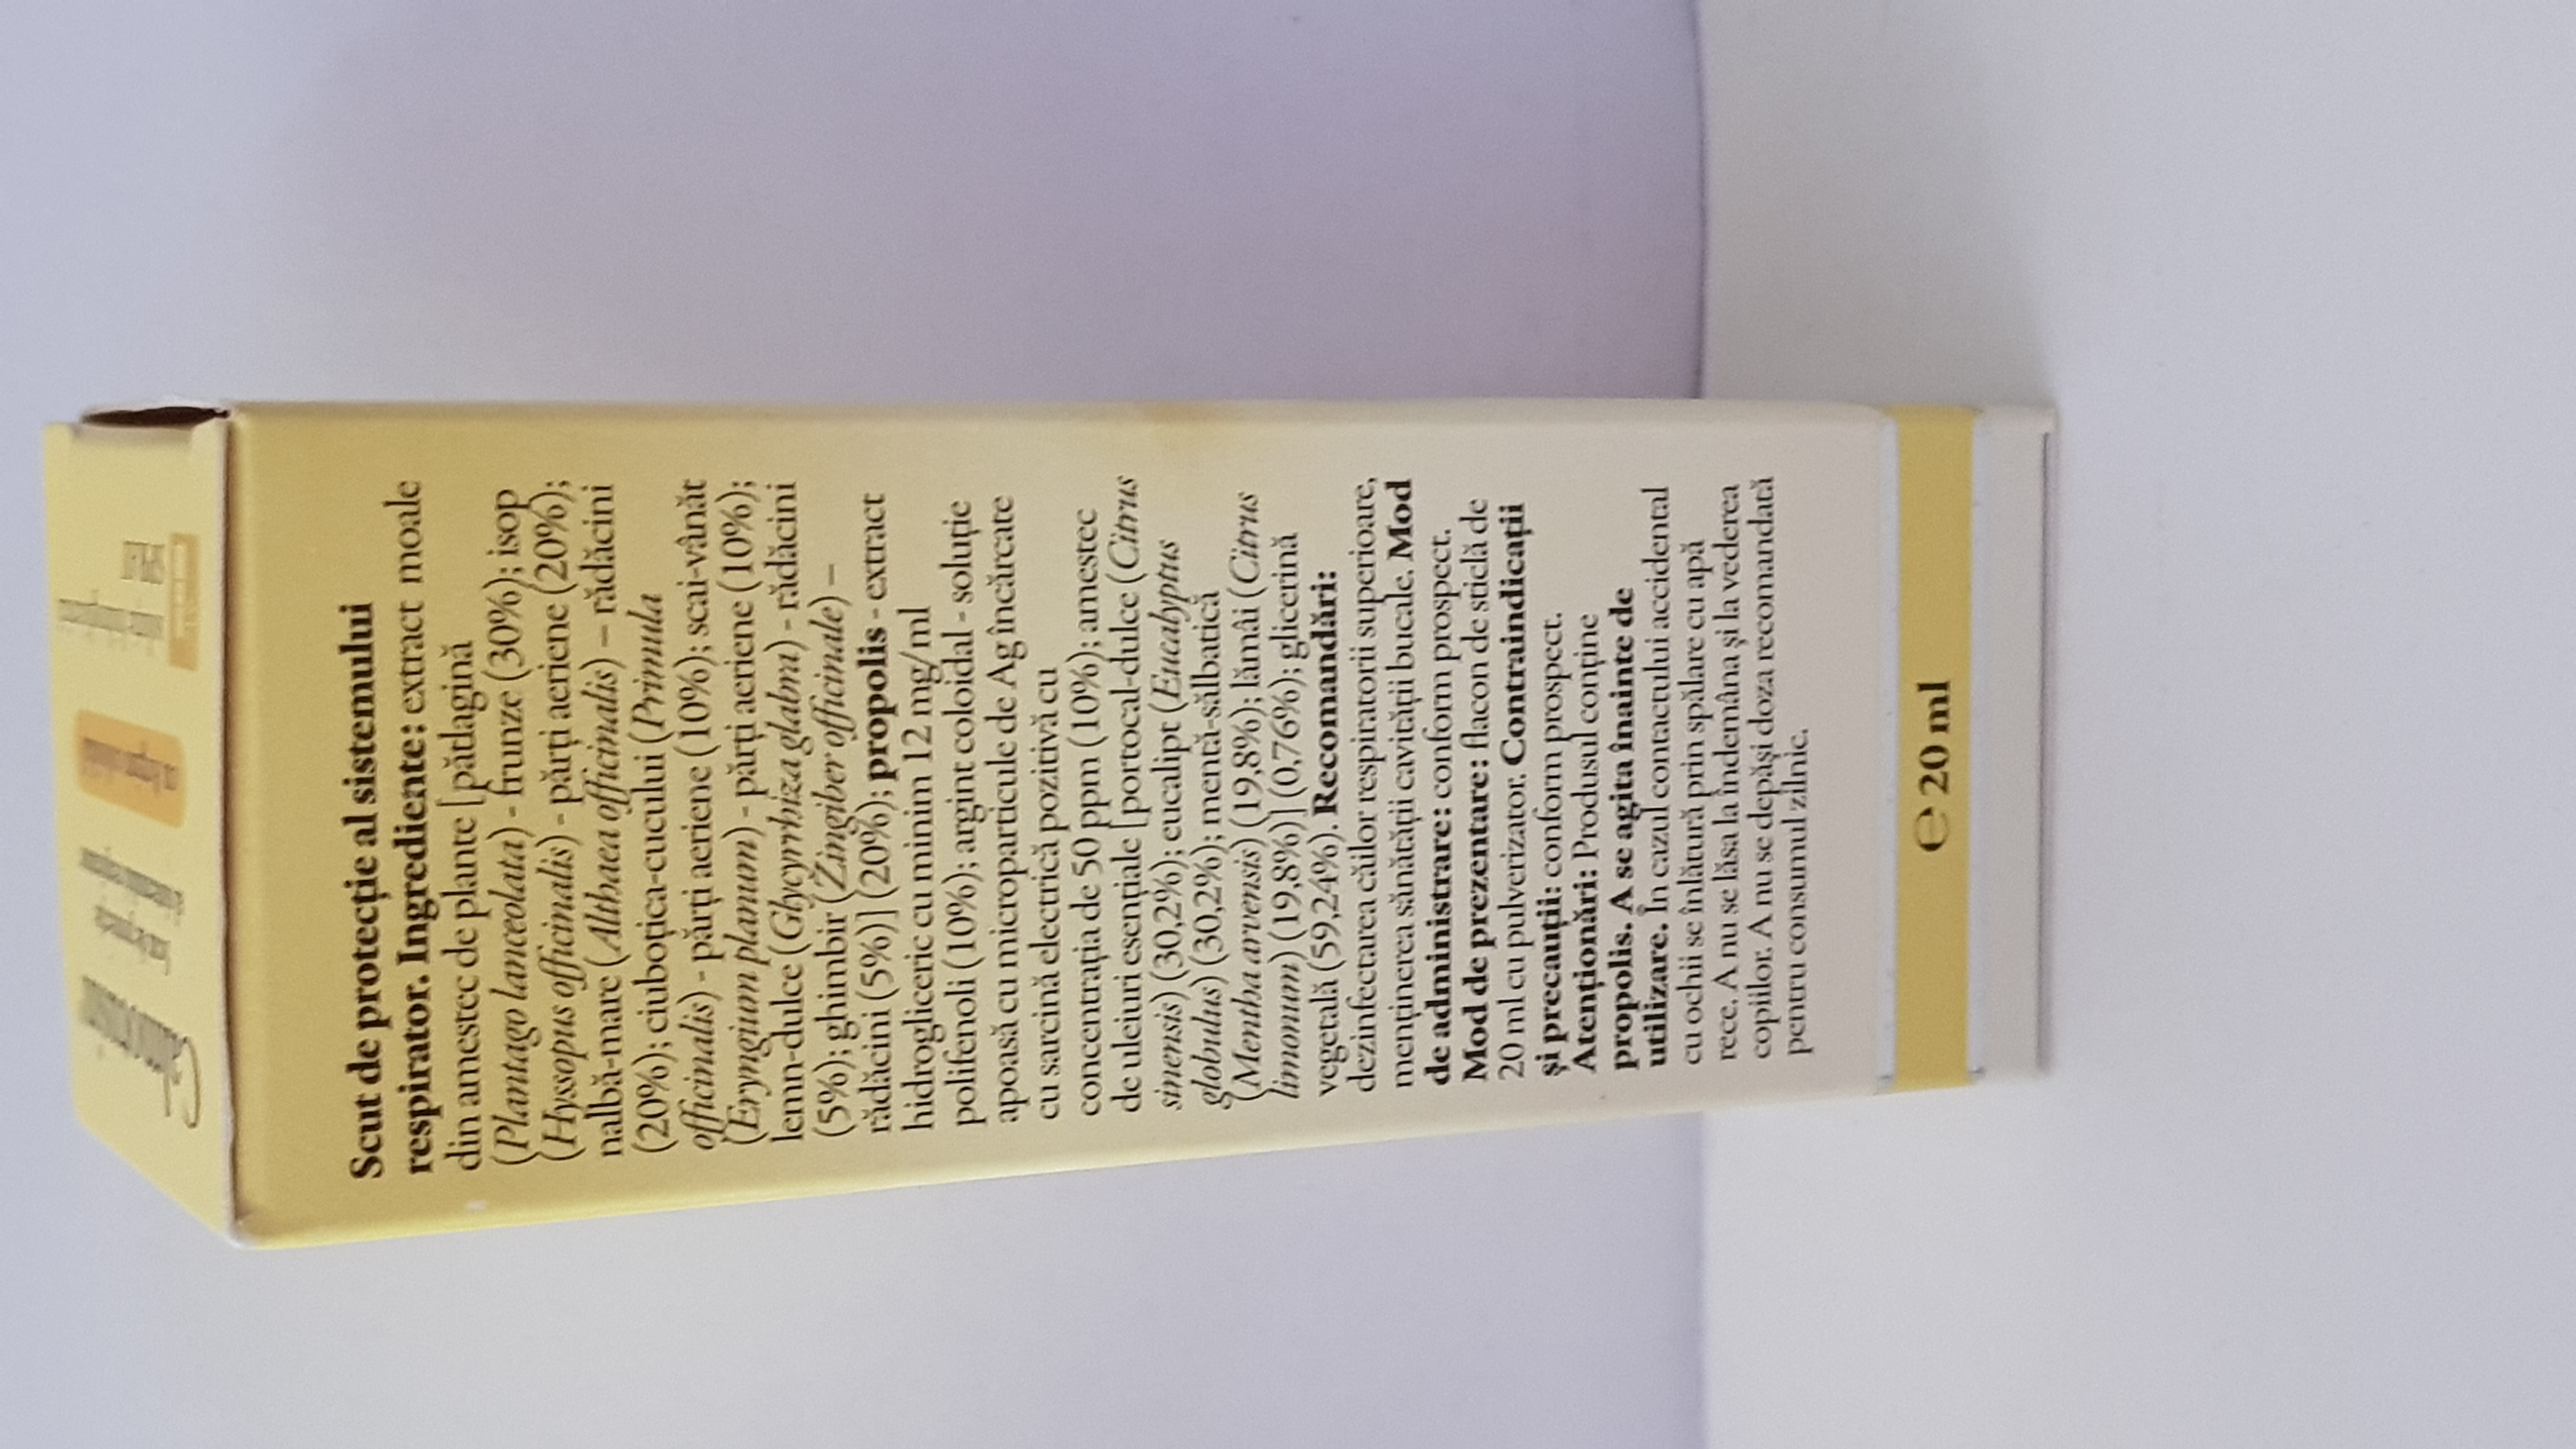 Scut de protecție al sistemului
respirator. Ingrediente: extract moale
din amestec de plante [pătlagină
(Plantago lanceolata) - frunze (30%); isop
(Hyssopus officinalis) - părți aeriene (20%);
nalbă-mare (Althaea officinalis) – rădăcini
(20%); ciuboțica-cucului (Primula
officinalis) - părți aeriene (10%); scai-vânăt
(Eryngium planum) - părți aeriene (10%);
lemn-dulce (Glycyrrhiza glabra) - rădăcini
(5%); ghimbir (Zingiber officinale) –
rădăcini (5%)] (20%); propolis - extract
hidrogliceric cu minim 12 mg/ml
polifenoli (10%); argint coloidal - soluție
apoasă cu microparticule de Ag încărcate
cu sarcină electrică pozitivă cu
concentrația de 50 ppm (10%); amestec
de uleiuri esențiale [portocal-dulce (Citrus
sinensis) (30,2%); eucalipt (Eucalyptus
globulus) (30,2%); mentă-sălbatică
(Mentha arvensis) (19,8%); lămâi (Citrus
limonum) (19,8%)] (0,76%); glicerină
vegetală (59,24%). Recomandări:
dezinfectarea căilor respiratorii superioare,
menținerea sănătății cavității bucale. Mod
de administrare: conform prospect.
Mod de prezentare: flacon de sticlă de
20 ml cu pulverizator. Contraindicații
și precauții: conform prospect.
Atenționări: Produsul conține
propolis. A se agita înainte de
utilizare. În cazul contactului accidental
cu ochii se înlătură prin spălare cu apă
rece. A nu se lăsa la îndemâna și la vederea
copiilor. A nu se depăși doza recomandată
pentru consumul zilnic.
℮ 20 ml